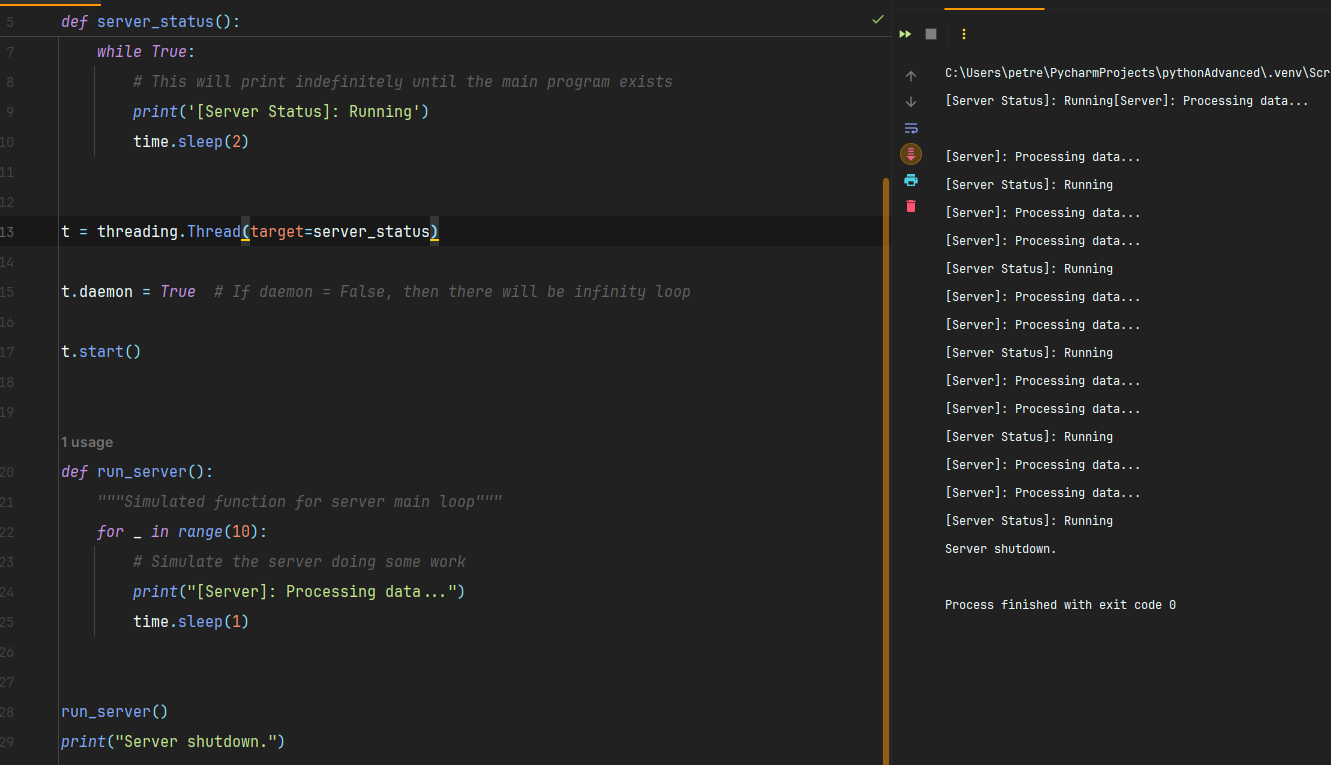 5 def server_status():
7 while True:
8 # This will print indefinitely until the main program exists
9 print('[Server Status]: Running')
10 time.sleep(2)
11
12
13 t = threading.Thread(target=server_status)
14
15 t.daemon = True  # If daemon = False, then there will be infinity loop
16
17 t.start()
18
19
1 usage
20 def run_server():
21 """Simulated function for server main loop"""
22 for _ in range(10):
23 # Simulate the server doing some work
24 print("[Server]: Processing data...")
25 time.sleep(1)
26
27
28 run_server()
29 print("Server shutdown.")
C:\Users\petre\PycharmProjects\pythonAdvanced\.venv\Scr
[Server Status]: Running[Server]: Processing data...
[Server]: Processing data...
[Server Status]: Running
[Server]: Processing data...
[Server]: Processing data...
[Server Status]: Running
[Server]: Processing data...
[Server]: Processing data...
[Server Status]: Running
[Server]: Processing data...
[Server]: Processing data...
[Server Status]: Running
[Server]: Processing data...
[Server]: Processing data...
[Server Status]: Running
Server shutdown.
Process finished with exit code 0